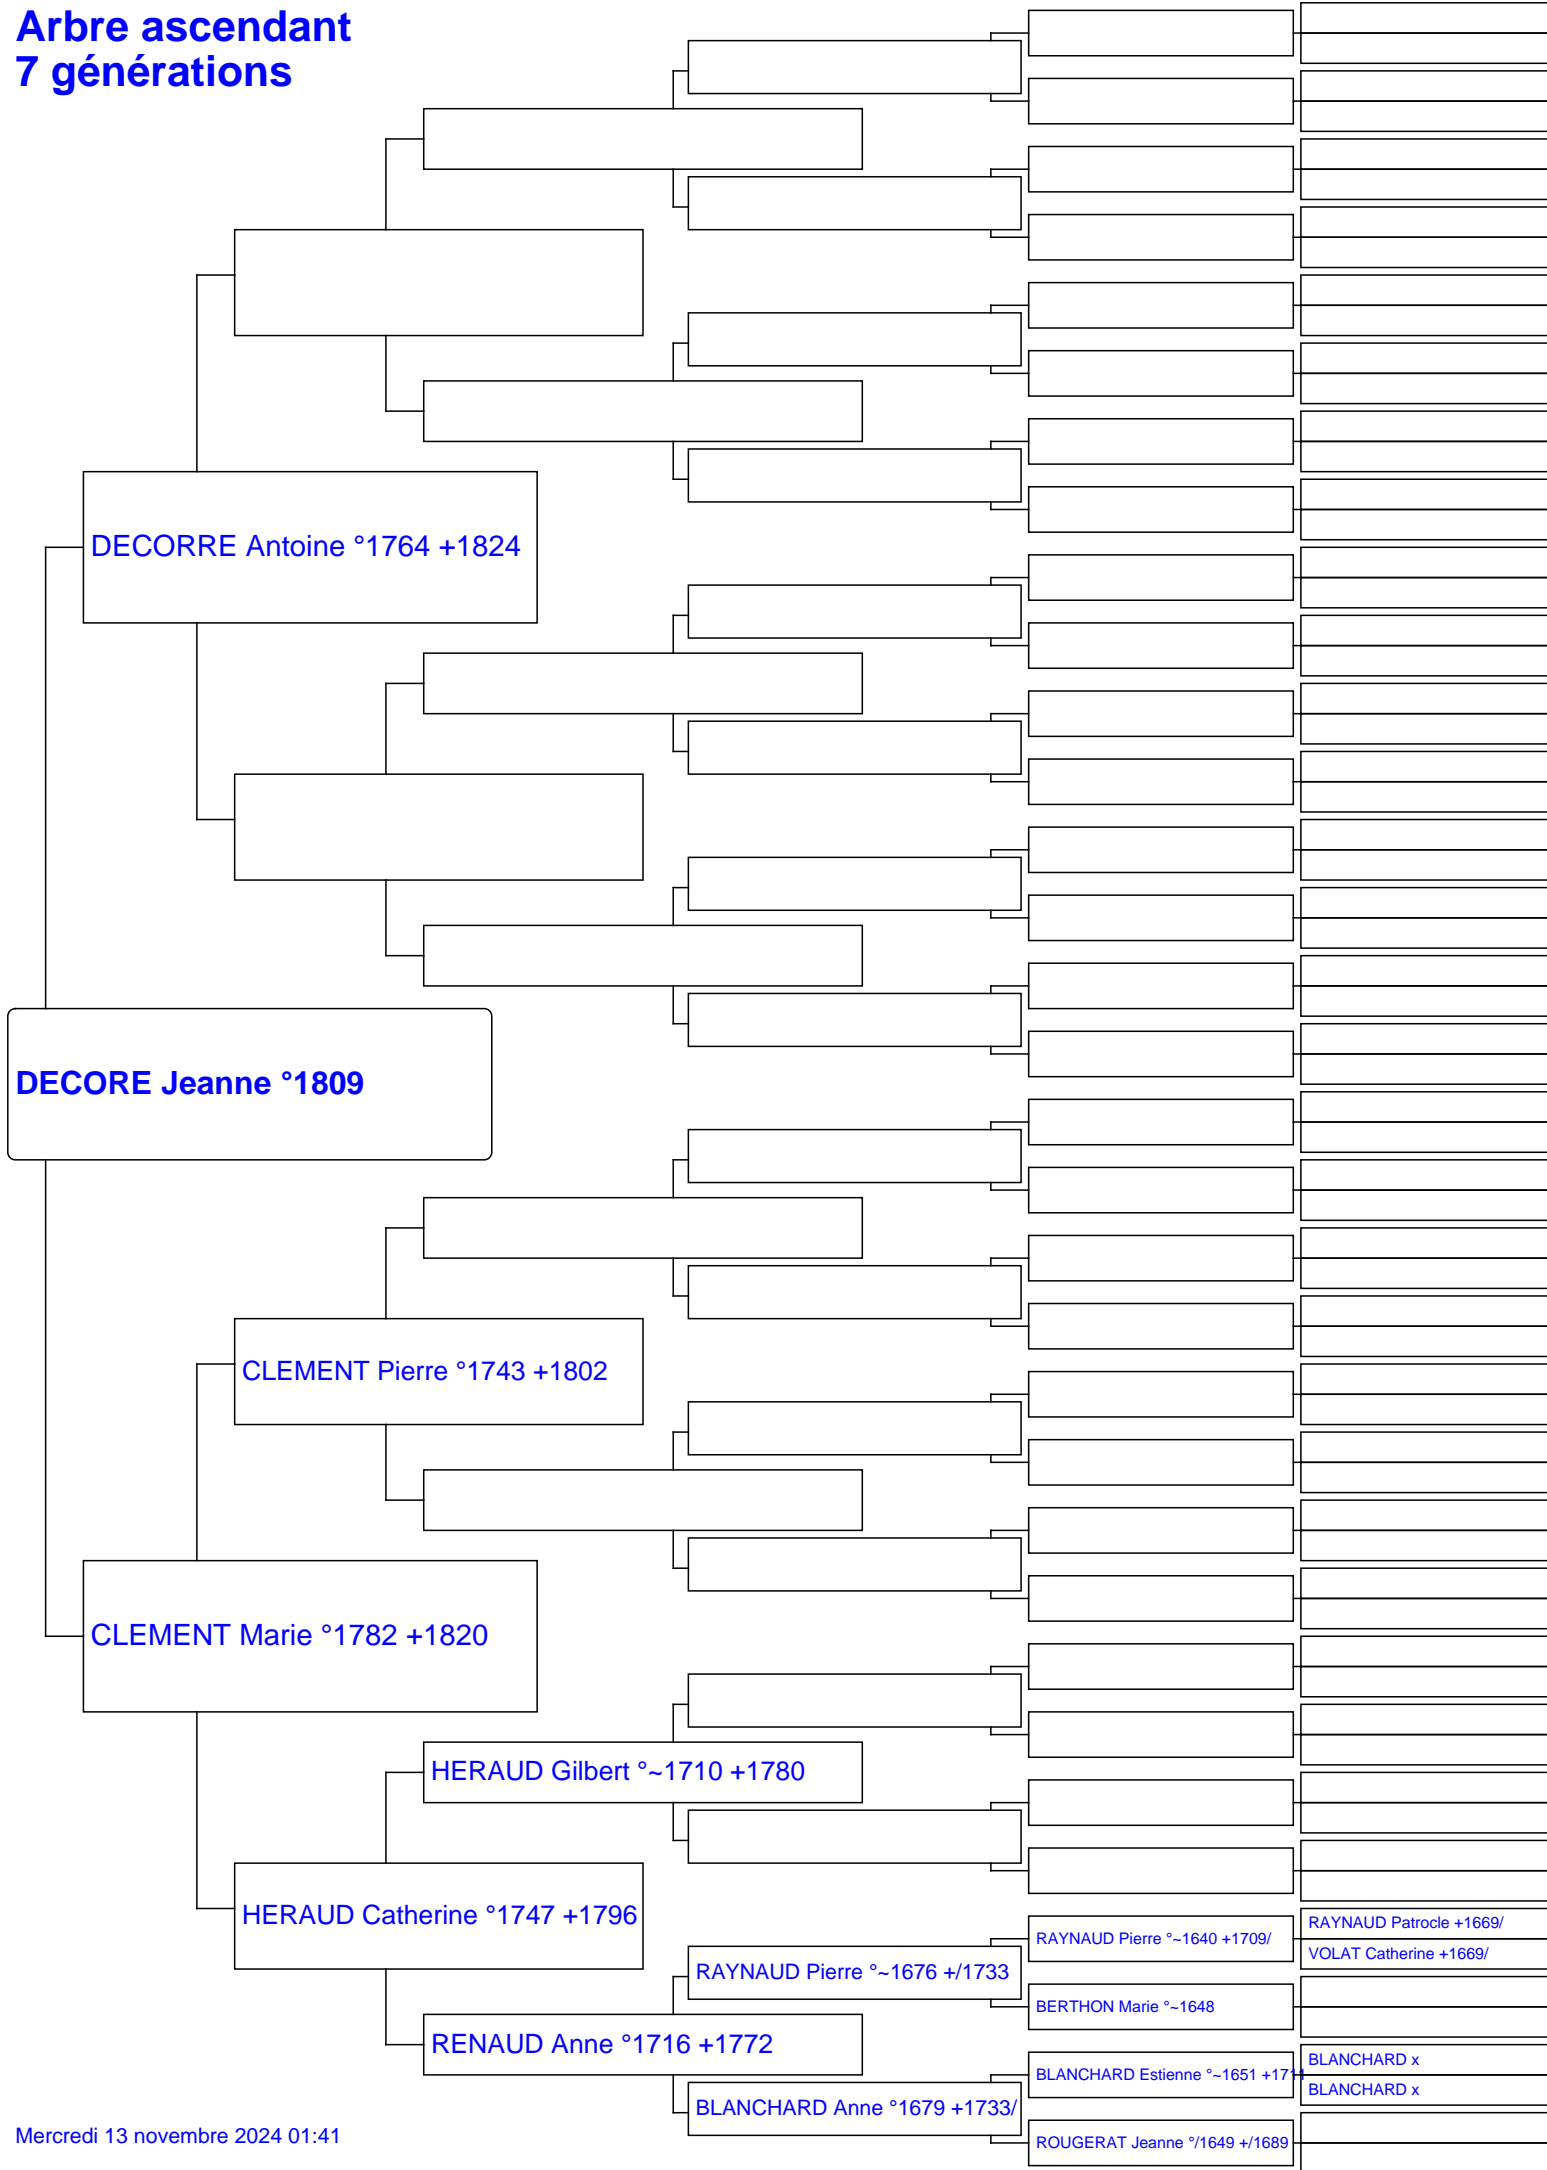 Arbre ascendant
7 générations
DECORRE Antoine °1764 +1824
DECORE Jeanne °1809
CLEMENT Pierre °1743 +1802
CLEMENT Marie °1782 +1820
HERAUD Gilbert °~1710 +1780
HERAUD Catherine °1747 +1796
RAYNAUD Patrocle +1669/
RAYNAUD Pierre °~1640 +1709/
VOLAT Catherine +1669/
RAYNAUD Pierre °~1676 +/1733
BERTHON Marie °~1648
RENAUD Anne °1716 +1772
BLANCHARD x
BLANCHARD Estienne °~1651 +1711
BLANCHARD x
BLANCHARD Anne °1679 +1733/
ROUGERAT Jeanne °/1649 +/1689
Mercredi 13 novembre 2024 01:41